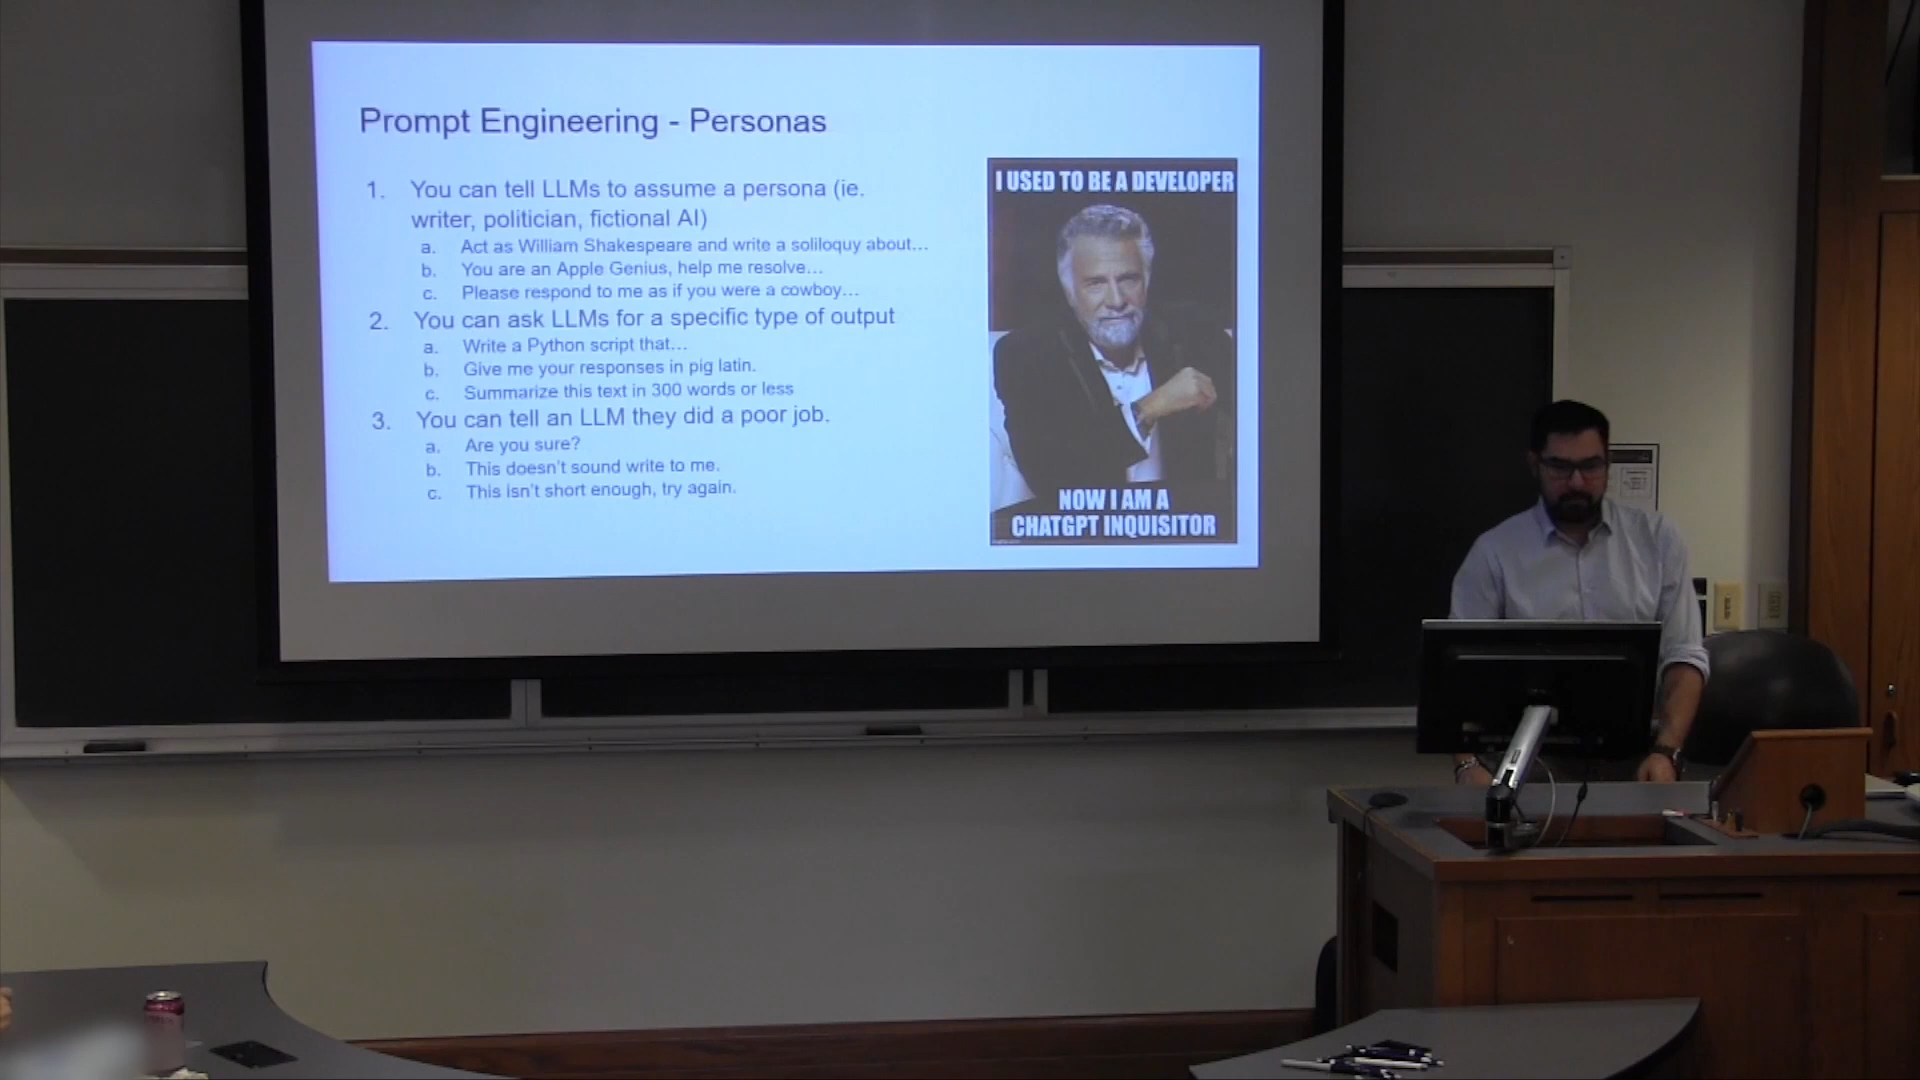 Prompt Engineering - Personas
1. You can tell LLMs to assume a persona (ie.
writer, politician, fictional AI)
a. Act as William Shakespeare and write a soliloquy about…
b. You are an Apple Genius, help me resolve…
c. Please respond to me as if you were a cowboy…
2. You can ask LLMs for a specific type of output
a. Write a Python script that…
b. Give me your responses in pig latin.
c. Summarize this text in 300 words or less
3. You can tell an LLM they did a poor job.
a. Are you sure?
b. This doesn't sound write to me.
c. This isn't short enough, try again.
I USED TO BE A DEVELOPER
NOW I AM A
CHATGPT INQUISITOR